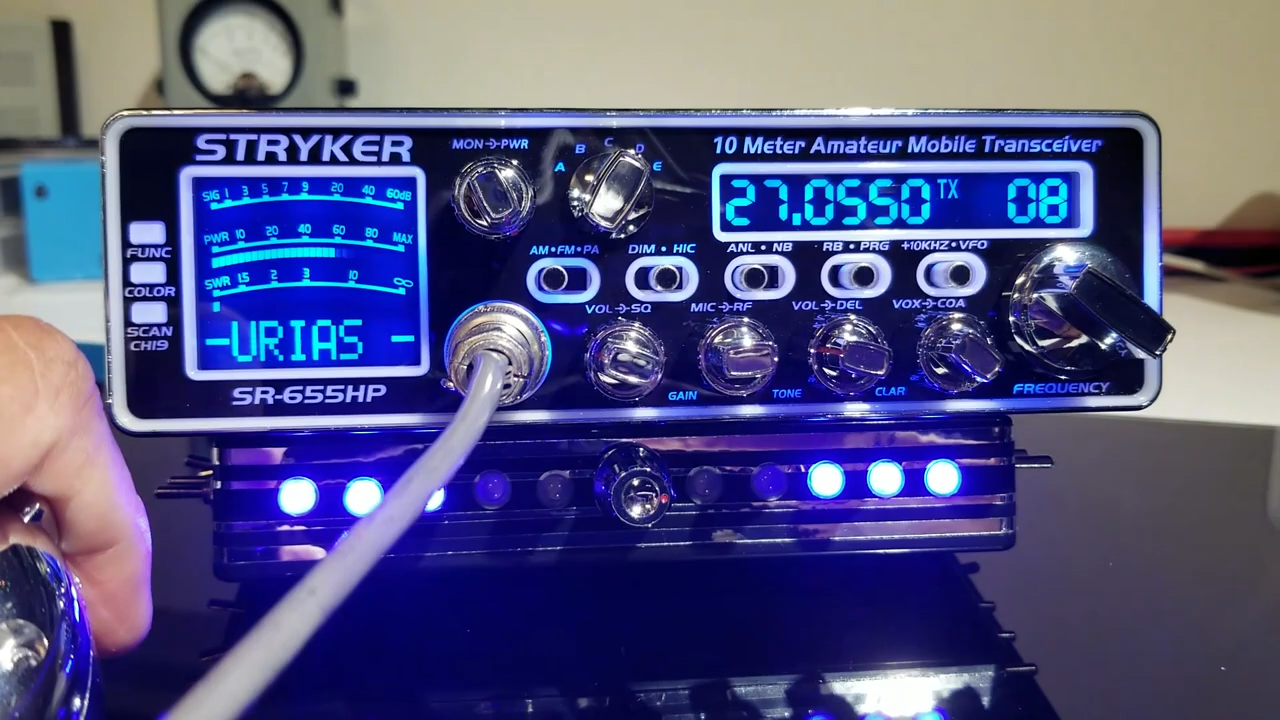 STRYKER
MON PWR
A B C D E
10 Meter Amateur Mobile Transceiver
SIG 1 3 5 7 9 20 40 60dB
PWR 10 20 40 60 80 MAX
SWR 1.5 2 3 10 ∞
-URIAS -
27.0550 TX 08
FUNC
COLOR
SCAN
CH19
AM•FM•PA DIM • HIC ANL • NB RB • PRG +10KHZ•VFO
VOL SQ MIC RF VOL DEL VOX COA
GAIN TONE CLAR FREQUENCY
SR-655HP